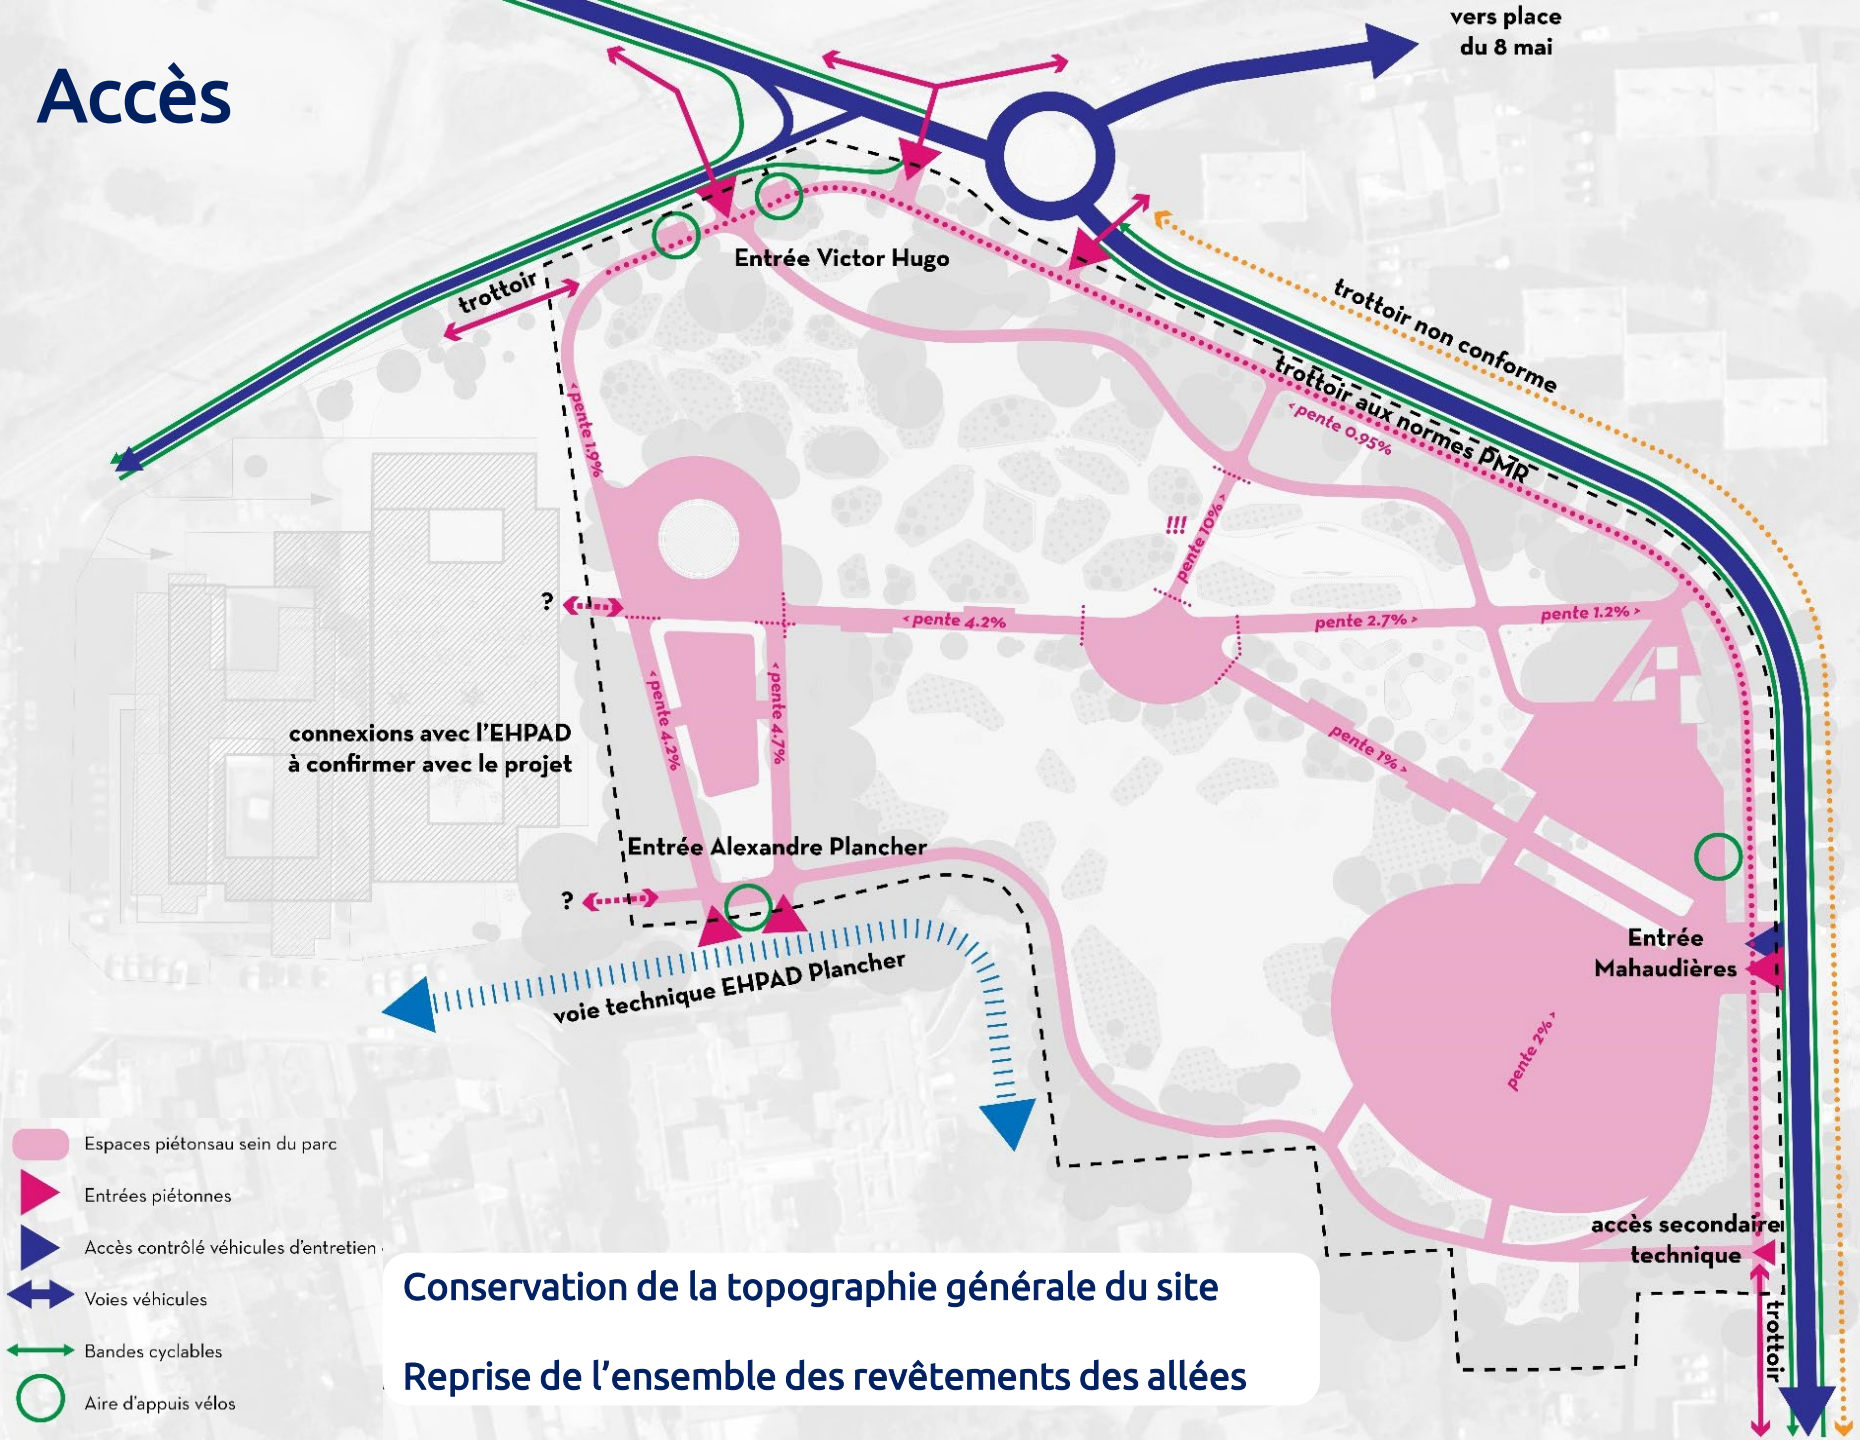 Accès
vers place
du 8 mai
Entrée Victor Hugo
trottoir
trottoir non conforme
trottoir aux normes PMR
< pente 0.95%
< pente 1.9%
!!!
pente 10% >
?
< pente 4.2%
pente 2.7% >
pente 1.2% >
< pente 4.2%
< pente 4.7%
pente 1% >
connexions avec l'EHPAD
à confirmer avec le projet
Entrée Alexandre Plancher
?
voie technique EHPAD Plancher
Entrée
Mahaudières
pente 2% >
accès secondaire
technique
trottoir
Espaces piétonsau sein du parc
Entrées piétonnes
Accès contrôlé véhicules d'entretien
Voies véhicules
Bandes cyclables
Aire d'appuis vélos
Conservation de la topographie générale du site
Reprise de l'ensemble des revêtements des allées